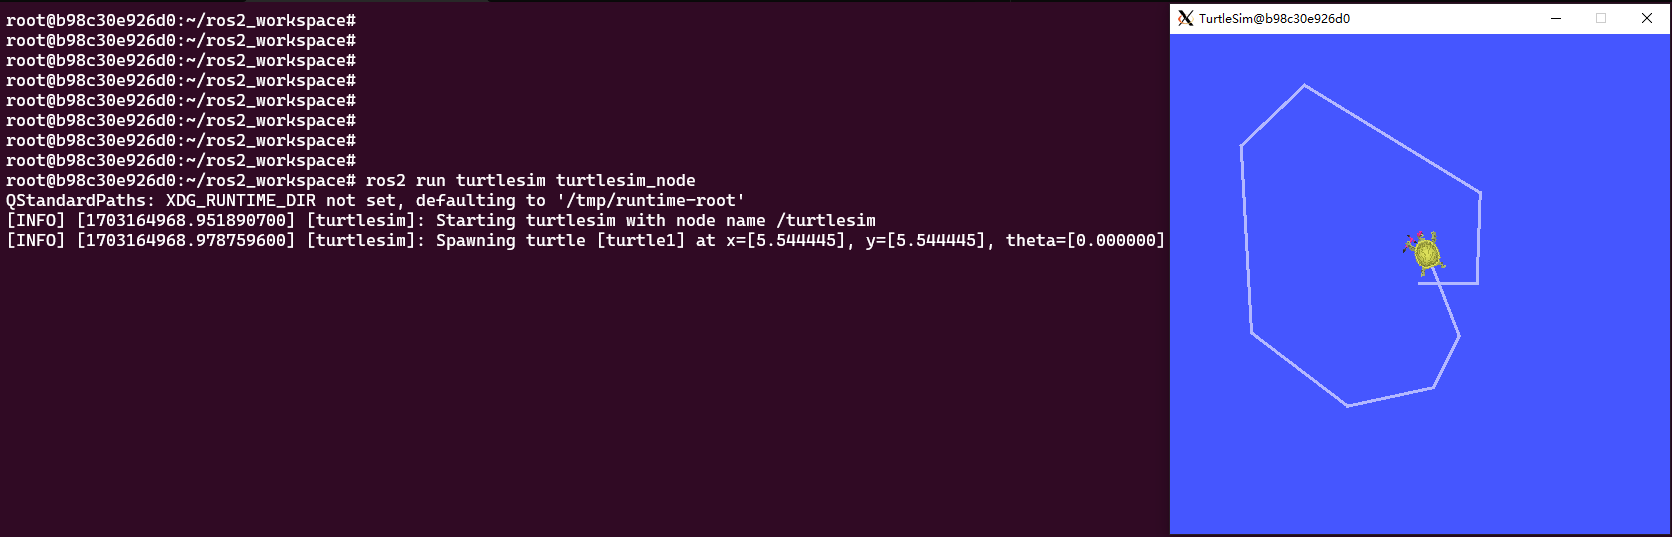 root@b98c30e926d0:~/ros2_workspace#
root@b98c30e926d0:~/ros2_workspace#
root@b98c30e926d0:~/ros2_workspace#
root@b98c30e926d0:~/ros2_workspace#
root@b98c30e926d0:~/ros2_workspace#
root@b98c30e926d0:~/ros2_workspace#
root@b98c30e926d0:~/ros2_workspace#
root@b98c30e926d0:~/ros2_workspace#
root@b98c30e926d0:~/ros2_workspace# ros2 run turtlesim turtlesim_node
QStandardPaths: XDG_RUNTIME_DIR not set, defaulting to '/tmp/runtime-root'
[INFO] [1703164968.951890700] [turtlesim]: Starting turtlesim with node name /turtlesim
[INFO] [1703164968.978759600] [turtlesim]: Spawning turtle [turtle1] at x=[5.544445], y=[5.544445], theta=[0.000000]
TurtleSim@b98c30e926d0